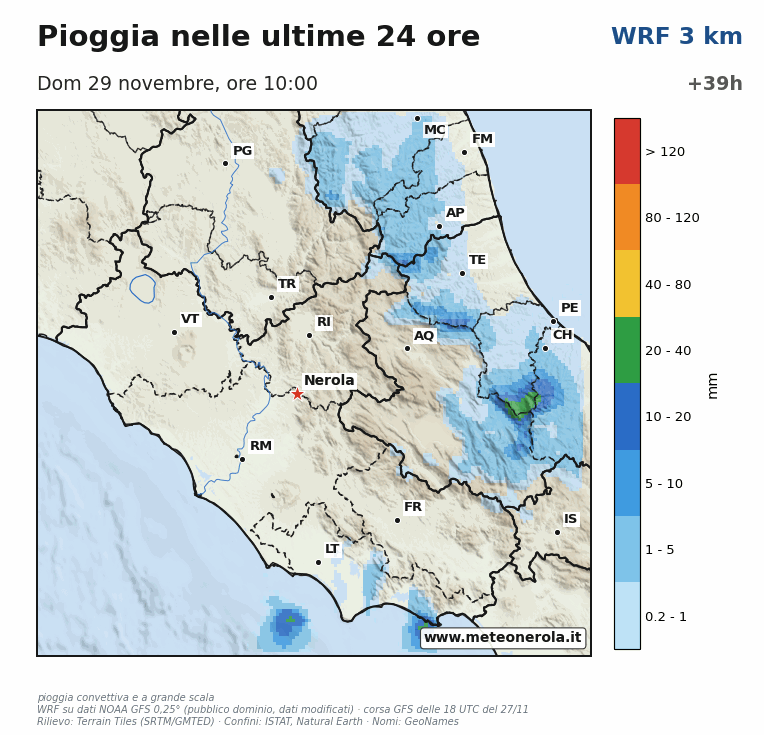 Pioggia nelle ultime 24 ore
WRF 3 km
Dom 29 novembre, ore 10:00
+39h
MC
FM
PG
AP
TE
TR
PE
VT
RI
CH
AQ
Nerola
RM
FR
IS
LT
www.meteonerola.it
> 120
80 - 120
40 - 80
20 - 40
10 - 20
5 - 10
1 - 5
0.2 - 1
mm
pioggia convettiva e a grande scala
WRF su dati NOAA GFS 0,25° (pubblico dominio, dati modificati) · corsa GFS delle 18 UTC del 27/11
Rilievo: Terrain Tiles (SRTM/GMTED) · Confini: ISTAT, Natural Earth · Nomi: GeoNames